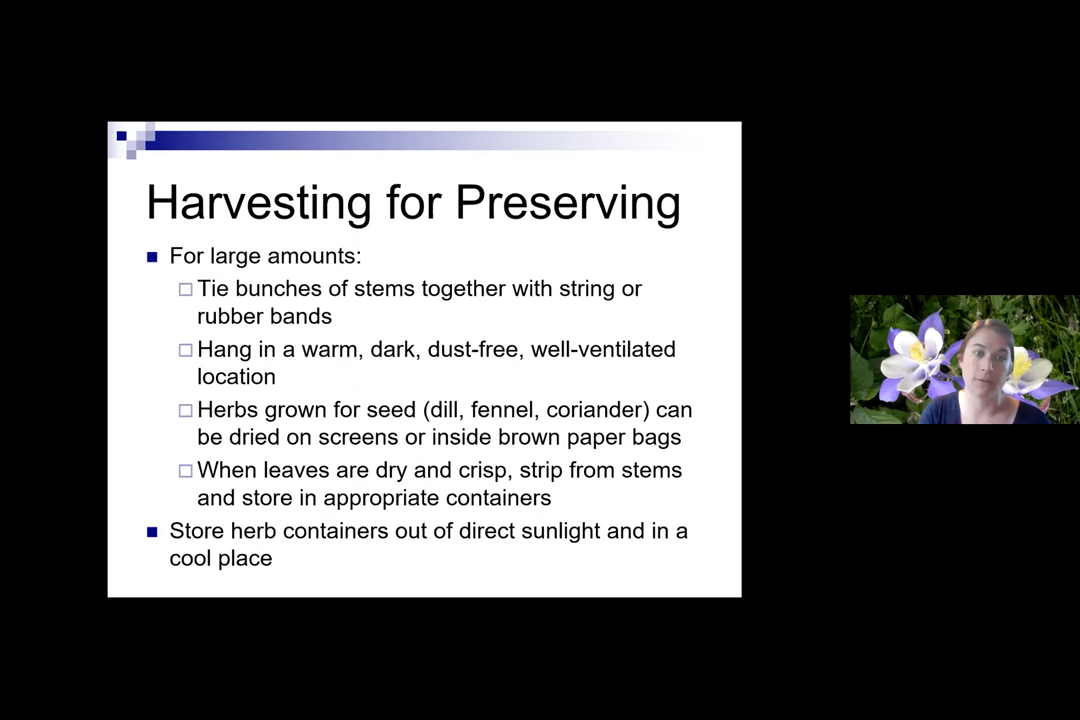 Harvesting for Preserving
For large amounts:
Tie bunches of stems together with string or
rubber bands
Hang in a warm, dark, dust-free, well-ventilated
location
Herbs grown for seed (dill, fennel, coriander) can
be dried on screens or inside brown paper bags
When leaves are dry and crisp, strip from stems
and store in appropriate containers
Store herb containers out of direct sunlight and in a
cool place